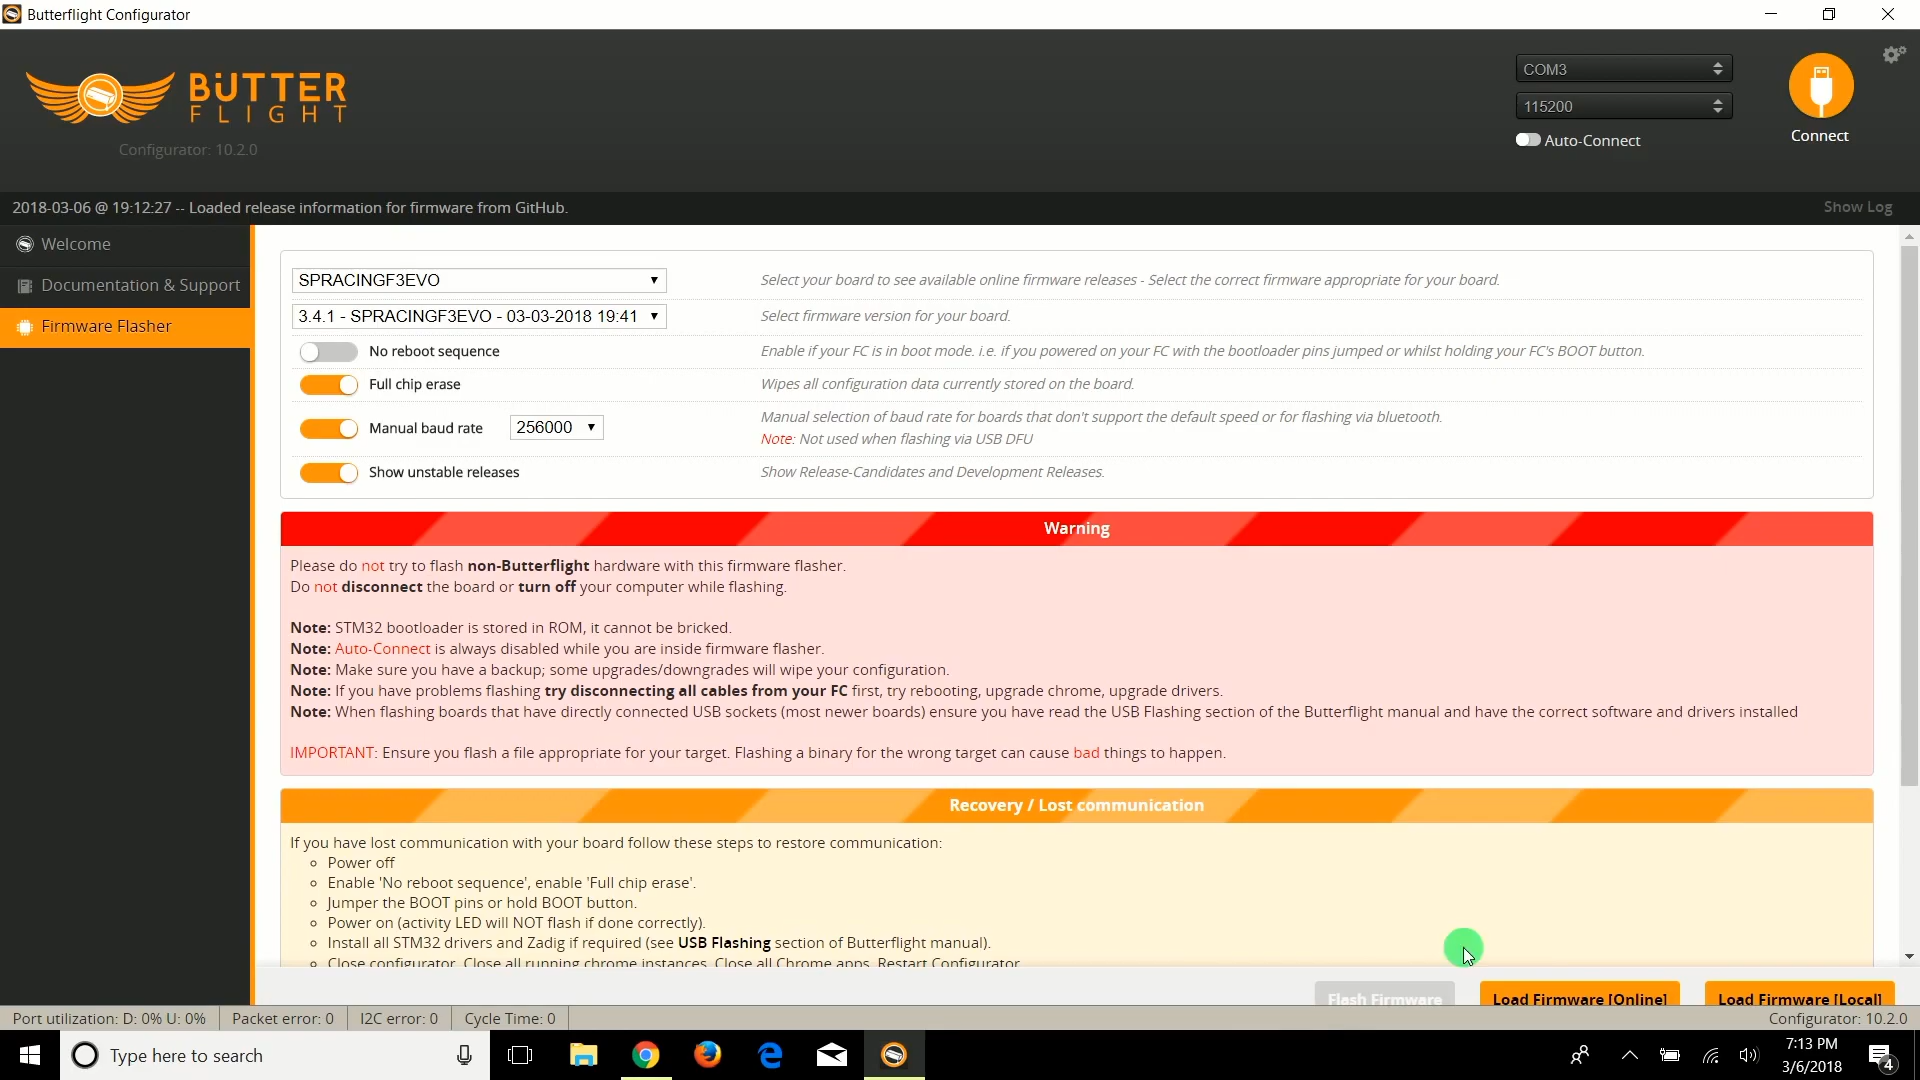 Butterflight Configurator
BUTTER
FLIGHT
Configurator: 10.2.0
COM3
115200
Auto-Connect
Connect
2018-03-06 @ 19:12:27 -- Loaded release information for firmware from GitHub.
Show Log
Welcome
Documentation & Support
Firmware Flasher
SPRACINGF3EVO
Select your board to see available online firmware releases - Select the correct firmware appropriate for your board.
3.4.1 - SPRACINGF3EVO - 03-03-2018 19:41
Select firmware version for your board.
No reboot sequence
Enable if your FC is in boot mode. i.e. if you powered on your FC with the bootloader pins jumped or whilst holding your FC's BOOT button.
Full chip erase
Wipes all configuration data currently stored on the board.
Manual baud rate
256000
Manual selection of baud rate for boards that don't support the default speed or for flashing via bluetooth.
Note: Not used when flashing via USB DFU
Show unstable releases
Show Release-Candidates and Development Releases.
Warning
Please do not try to flash non-Butterflight hardware with this firmware flasher.
Do not disconnect the board or turn off your computer while flashing.
Note: STM32 bootloader is stored in ROM, it cannot be bricked.
Note: Auto-Connect is always disabled while you are inside firmware flasher.
Note: Make sure you have a backup; some upgrades/downgrades will wipe your configuration.
Note: If you have problems flashing try disconnecting all cables from your FC first, try rebooting, upgrade chrome, upgrade drivers.
Note: When flashing boards that have directly connected USB sockets (most newer boards) ensure you have read the USB Flashing section of the Butterflight manual and have the correct software and drivers installed
IMPORTANT: Ensure you flash a file appropriate for your target. Flashing a binary for the wrong target can cause bad things to happen.
Recovery / Lost communication
If you have lost communication with your board follow these steps to restore communication:
Power off
Enable 'No reboot sequence', enable 'Full chip erase'.
Jumper the BOOT pins or hold BOOT button.
Power on (activity LED will NOT flash if done correctly).
Install all STM32 drivers and Zadig if required (see USB Flashing section of Butterflight manual).
Close configurator, Close all running chrome instances, Close all Chrome apps, Restart Configurator.
Flash Firmware
Load Firmware [Online]
Load Firmware [Local]
Port utilization: D: 0% U: 0%
Packet error: 0
I2C error: 0
Cycle Time: 0
Configurator: 10.2.0
Type here to search
7:13 PM
3/6/2018
4